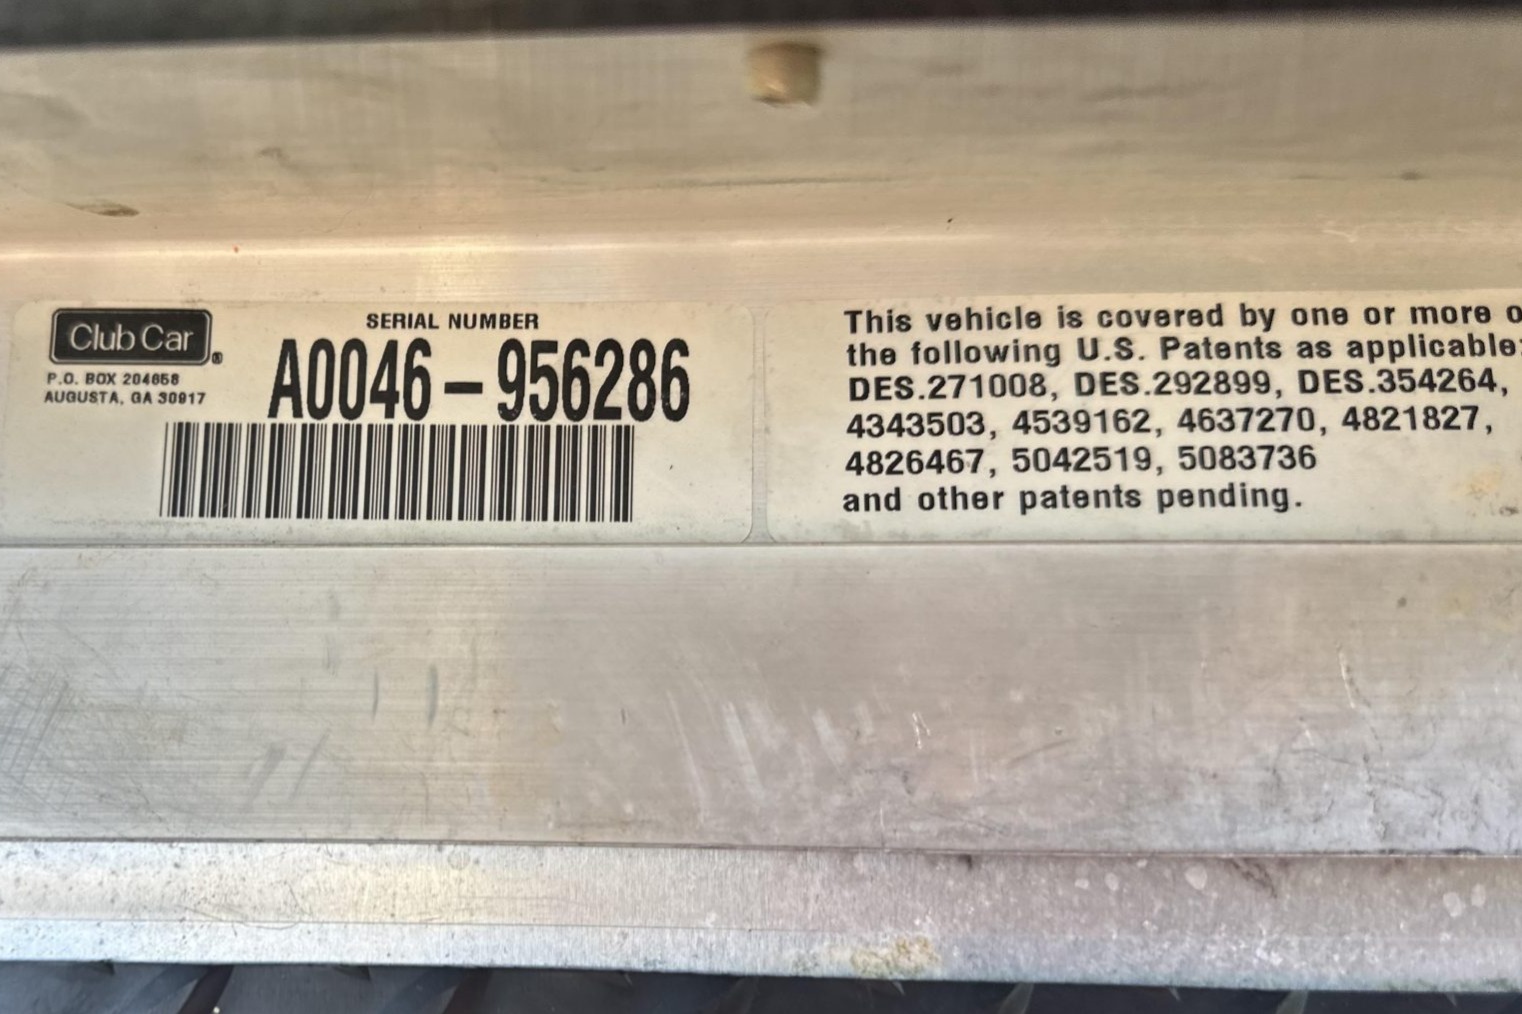 Club Car®
P.O. BOX 204658
AUGUSTA, GA 30917
SERIAL NUMBER
A0046-956286
This vehicle is covered by one or more
the following U.S. Patents as applicable:
DES.271008, DES.292899, DES.354264,
4343503, 4539162, 4637270, 4821827,
4826467, 5042519, 5083736
and other patents pending.